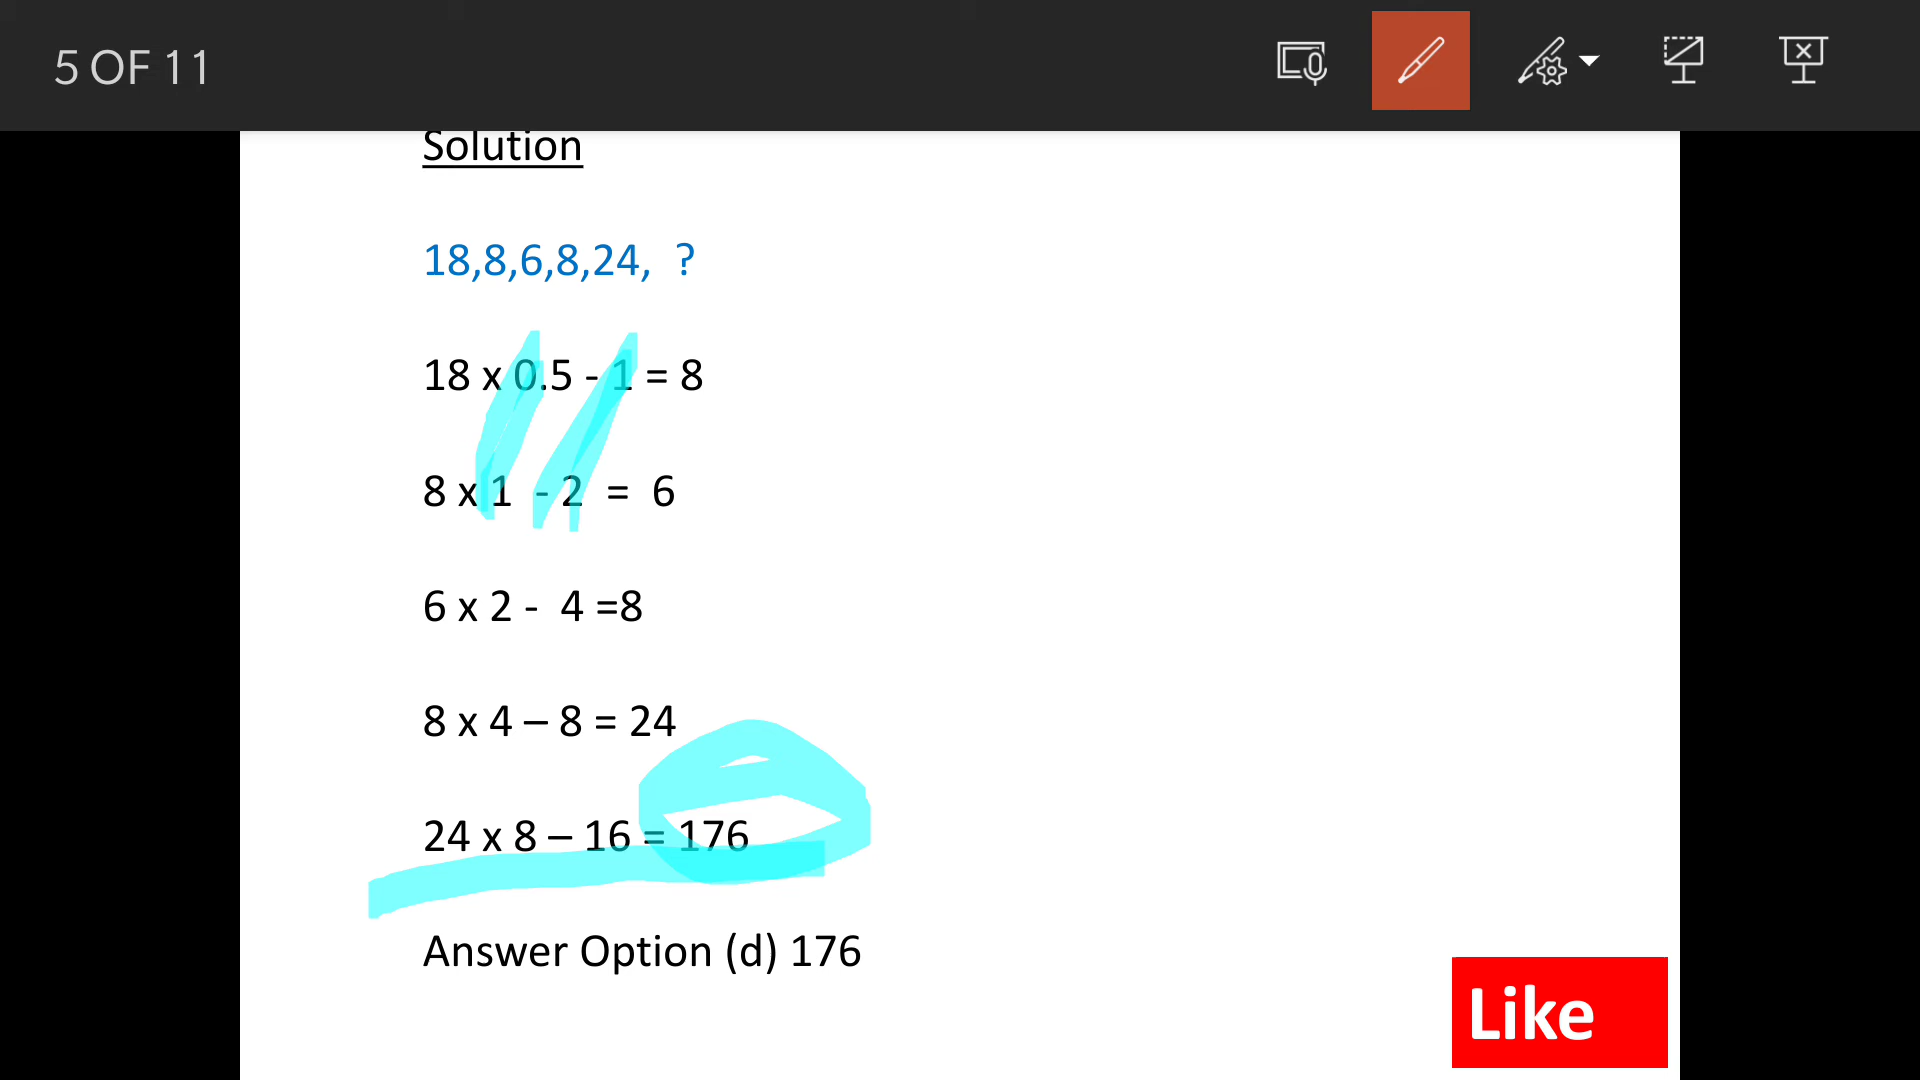 5 OF 11
Solution
18,8,6,8,24,  ?
18 x 0.5 - 1 = 8
8 x 1  - 2  =  6
6 x 2 -  4 =8
8 x 4 – 8 = 24
24 x 8 – 16 = 176
Answer Option (d) 176
Like